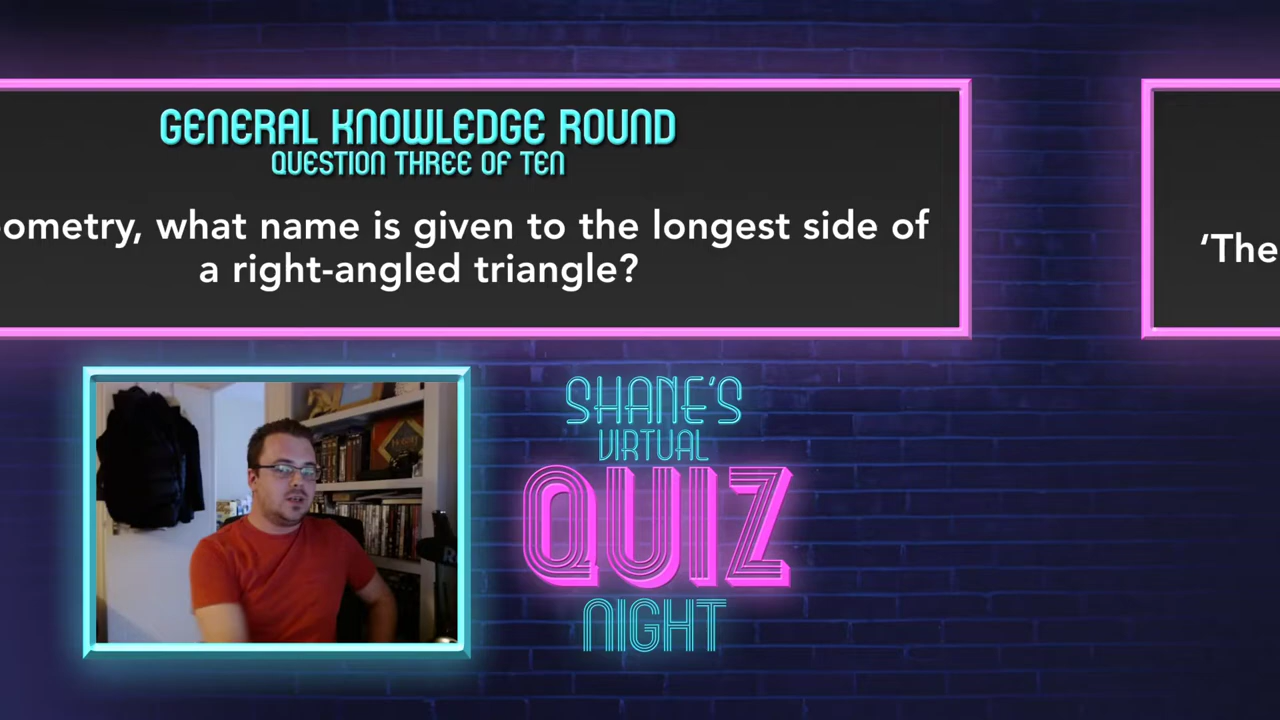 GENERAL KNOWLEDGE ROUND
QUESTION THREE OF TEN
ometry, what name is given to the longest side of
a right-angled triangle?
‘The
SHANE'S
VIRTUAL
QUIZ
NIGHT